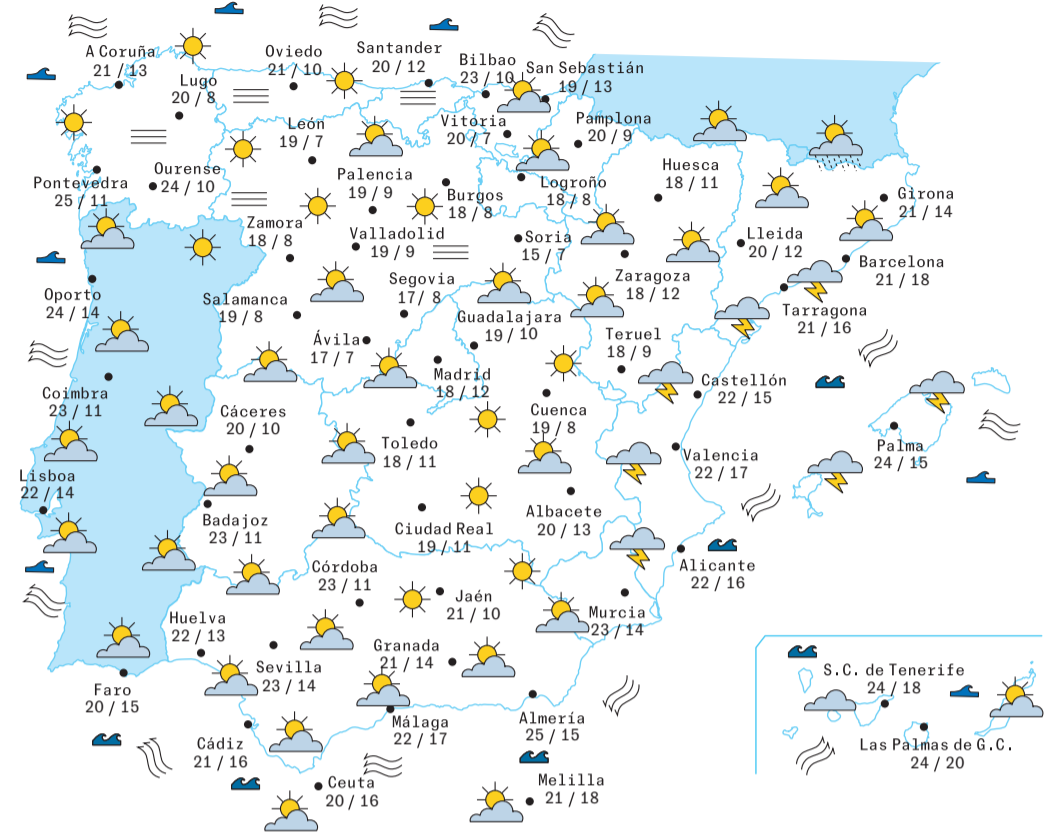 A Coruña
21 / 13
Lugo
20 / 8
Oviedo
21 / 10
Santander
20 / 12
Bilbao
23 / 10
San Sebastián
19 / 13
Vitoria
20 / 7
Pamplona
20 / 9
León
19 / 7
Palencia
19 / 9
Burgos
18 / 8
Logroño
18 / 8
Huesca
18 / 11
Girona
21 / 14
Pontevedra
25 / 11
Ourense
24 / 10
Zamora
18 / 8
Valladolid
19 / 9
Soria
15 / 7
Lleida
20 / 12
Barcelona
21 / 18
Oporto
24 / 14
Salamanca
19 / 8
Segovia
17 / 8
Guadalajara
19 / 10
Zaragoza
18 / 12
Tarragona
21 / 16
Ávila
17 / 7
Madrid
18 / 12
Teruel
18 / 9
Castellón
22 / 15
Coimbra
23 / 11
Cáceres
20 / 10
Toledo
18 / 11
Cuenca
19 / 8
Valencia
22 / 17
Palma
24 / 15
Lisboa
22 / 14
Badajoz
23 / 11
Ciudad Real
19 / 11
Albacete
20 / 13
Alicante
22 / 16
Córdoba
23 / 11
Jaén
21 / 10
Murcia
23 / 14
Huelva
22 / 13
Sevilla
23 / 14
Granada
21 / 14
Faro
20 / 15
Cádiz
21 / 16
Málaga
22 / 17
Almería
25 / 15
Ceuta
20 / 16
Melilla
21 / 18
S.C. de Tenerife
24 / 18
Las Palmas de G.C.
24 / 20